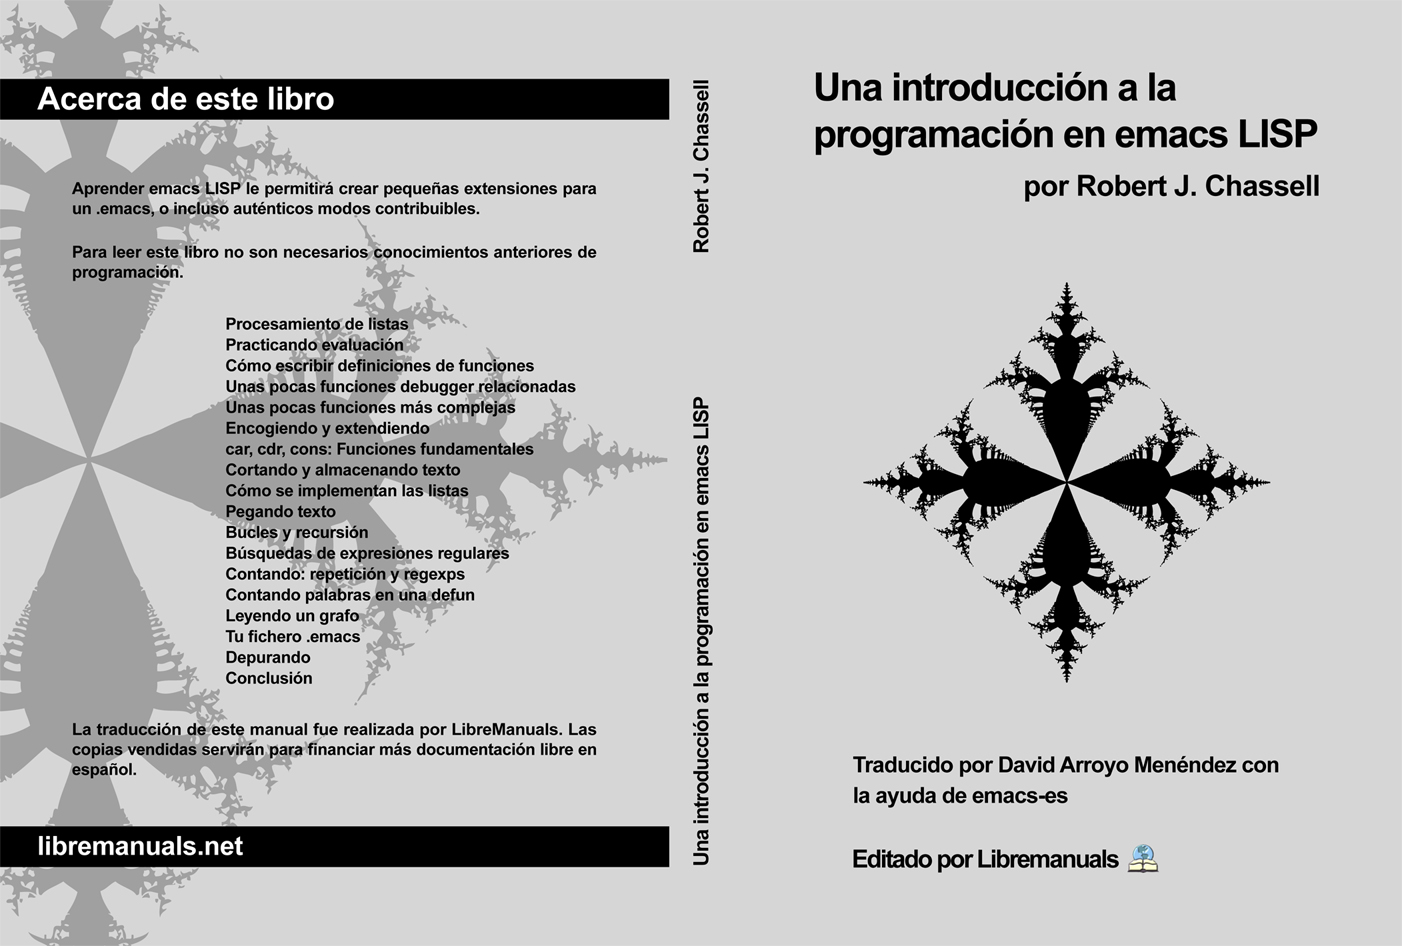 Acerca de este libro
Aprender emacs LISP le permitirá crear pequeñas extensiones para
un .emacs, o incluso auténticos modos contribuibles.
Para leer este libro no son necesarios conocimientos anteriores de
programación.
Procesamiento de listas
Practicando evaluación
Cómo escribir definiciones de funciones
Unas pocas funciones debugger relacionadas
Unas pocas funciones más complejas
Encogiendo y extendiendo
car, cdr, cons: Funciones fundamentales
Cortando y almacenando texto
Cómo se implementan las listas
Pegando texto
Bucles y recursión
Búsquedas de expresiones regulares
Contando: repetición y regexps
Contando palabras en una defun
Leyendo un grafo
Tu fichero .emacs
Depurando
Conclusión
La traducción de este manual fue realizada por LibreManuals. Las
copias vendidas servirán para financiar más documentación libre en
español.
libremanuals.net
Una introducción a la programación en emacs LISP
Robert J. Chassell
Una introducción a la
programación en emacs LISP
por Robert J. Chassell
Traducido por David Arroyo Menéndez con
la ayuda de emacs-es
Editado por Libremanuals